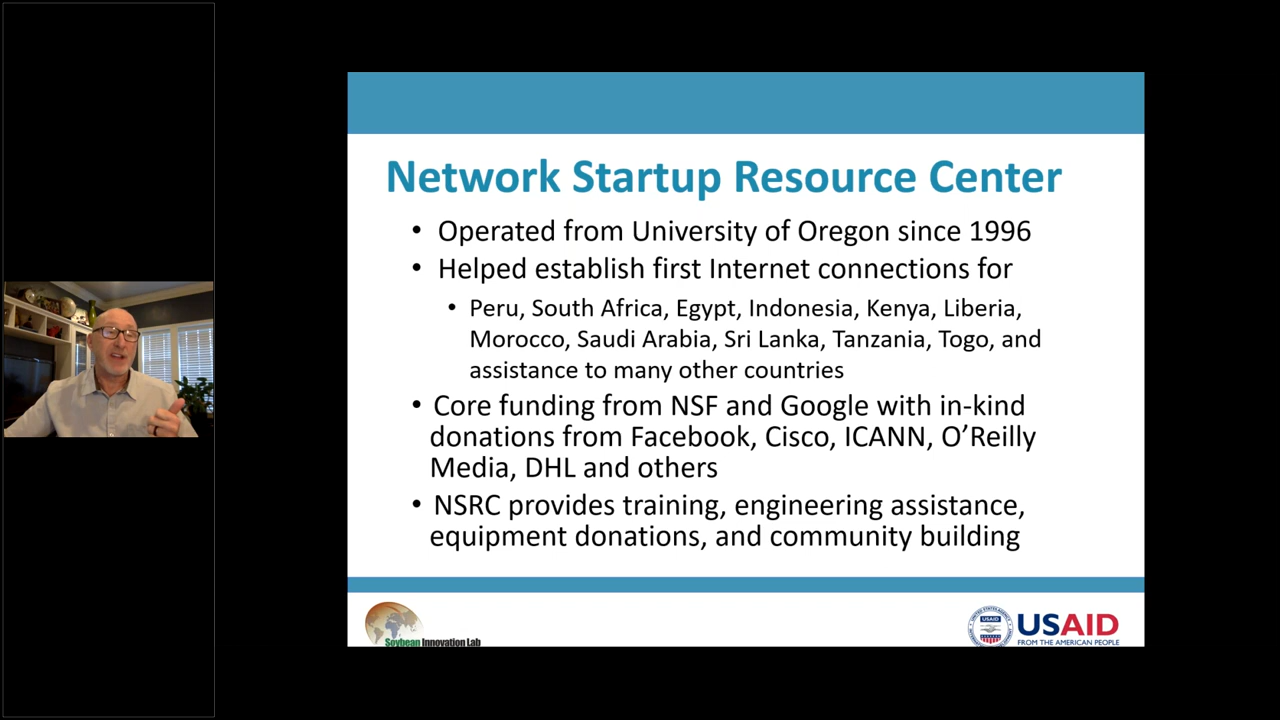 Network Startup Resource Center
• Operated from University of Oregon since 1996
• Helped establish first Internet connections for
• Peru, South Africa, Egypt, Indonesia, Kenya, Liberia,
Morocco, Saudi Arabia, Sri Lanka, Tanzania, Togo, and
assistance to many other countries
• Core funding from NSF and Google with in-kind
donations from Facebook, Cisco, ICANN, O’Reilly
Media, DHL and others
• NSRC provides training, engineering assistance,
equipment donations, and community building
Soybean Innovation Lab
USAID
USAID
FROM THE AMERICAN PEOPLE